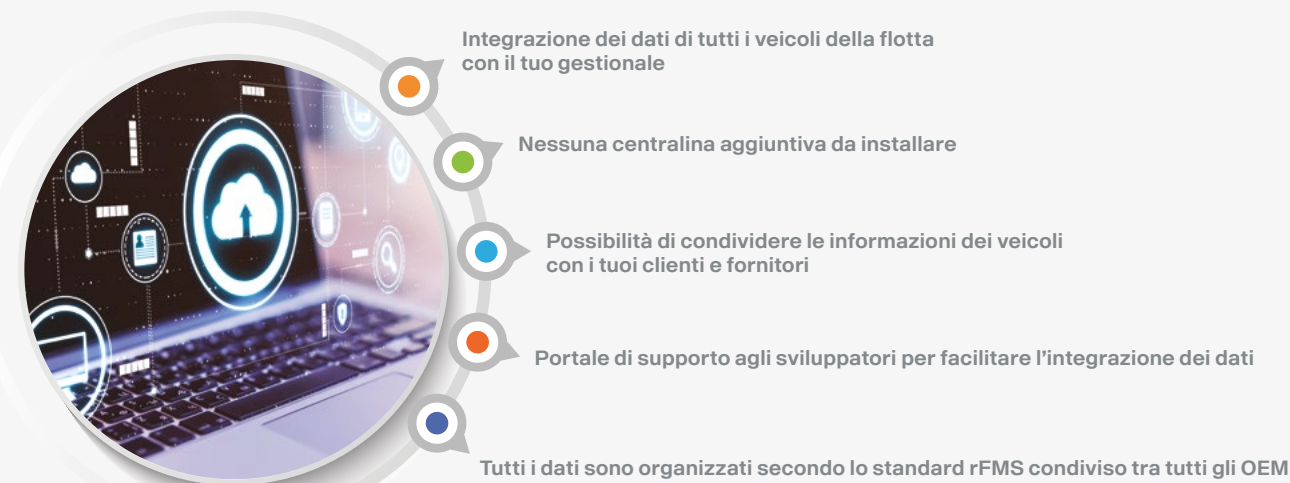 Integrazione dei dati di tutti i veicoli della flotta
con il tuo gestionale
Nessuna centralina aggiuntiva da installare
Possibilità di condividere le informazioni dei veicoli
con i tuoi clienti e fornitori
Portale di supporto agli sviluppatori per facilitare l’integrazione dei dati
Tutti i dati sono organizzati secondo lo standard rFMS condiviso tra tutti gli OEM